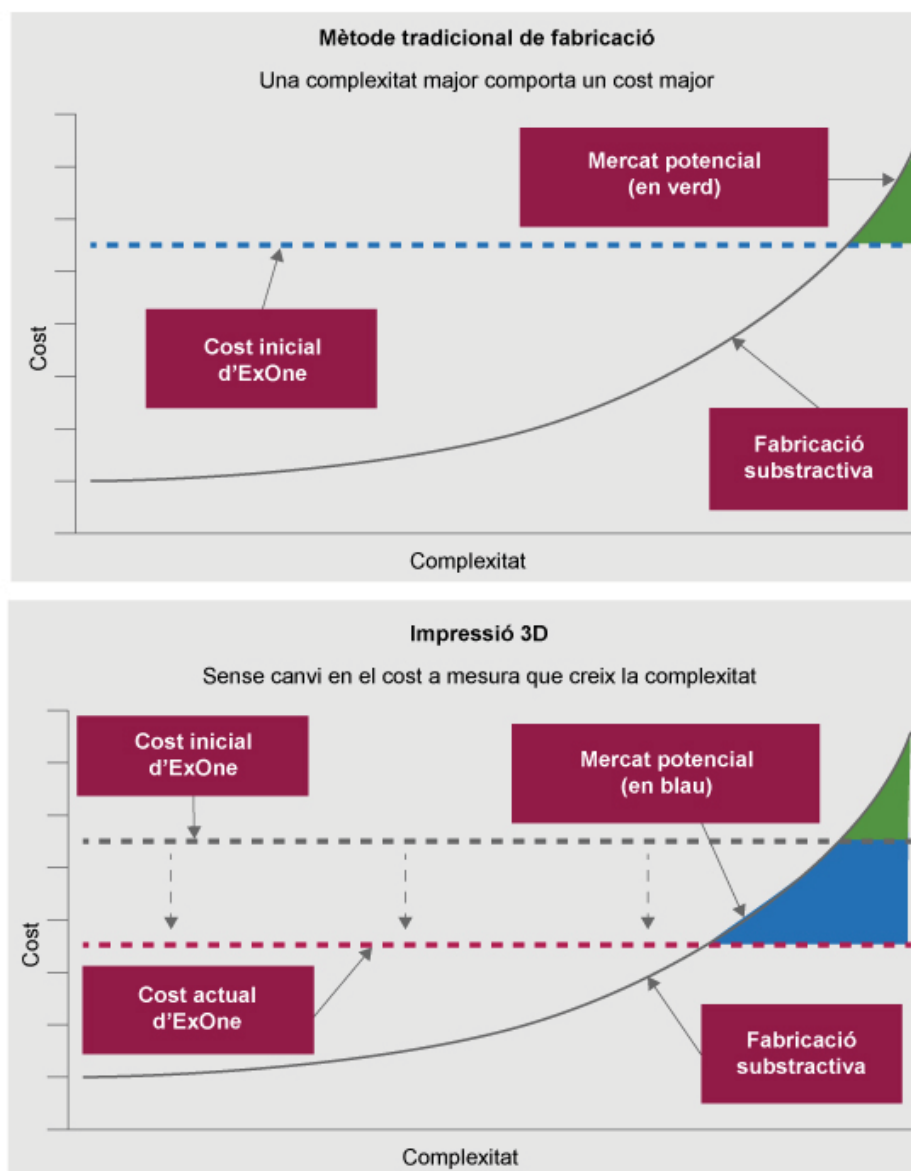 Mètode tradicional de fabricació
Una complexitat major comporta un cost major
Mercat potencial
(en verd)
Cost inicial
d’ExOne
Cost
Fabricació
substractiva
Complexitat
Impressió 3D
Sense canvi en el cost a mesura que creix la complexitat
Cost inicial
d’ExOne
Mercat potencial
(en blau)
Cost
Cost actual
d’ExOne
Fabricació
substractiva
Complexitat